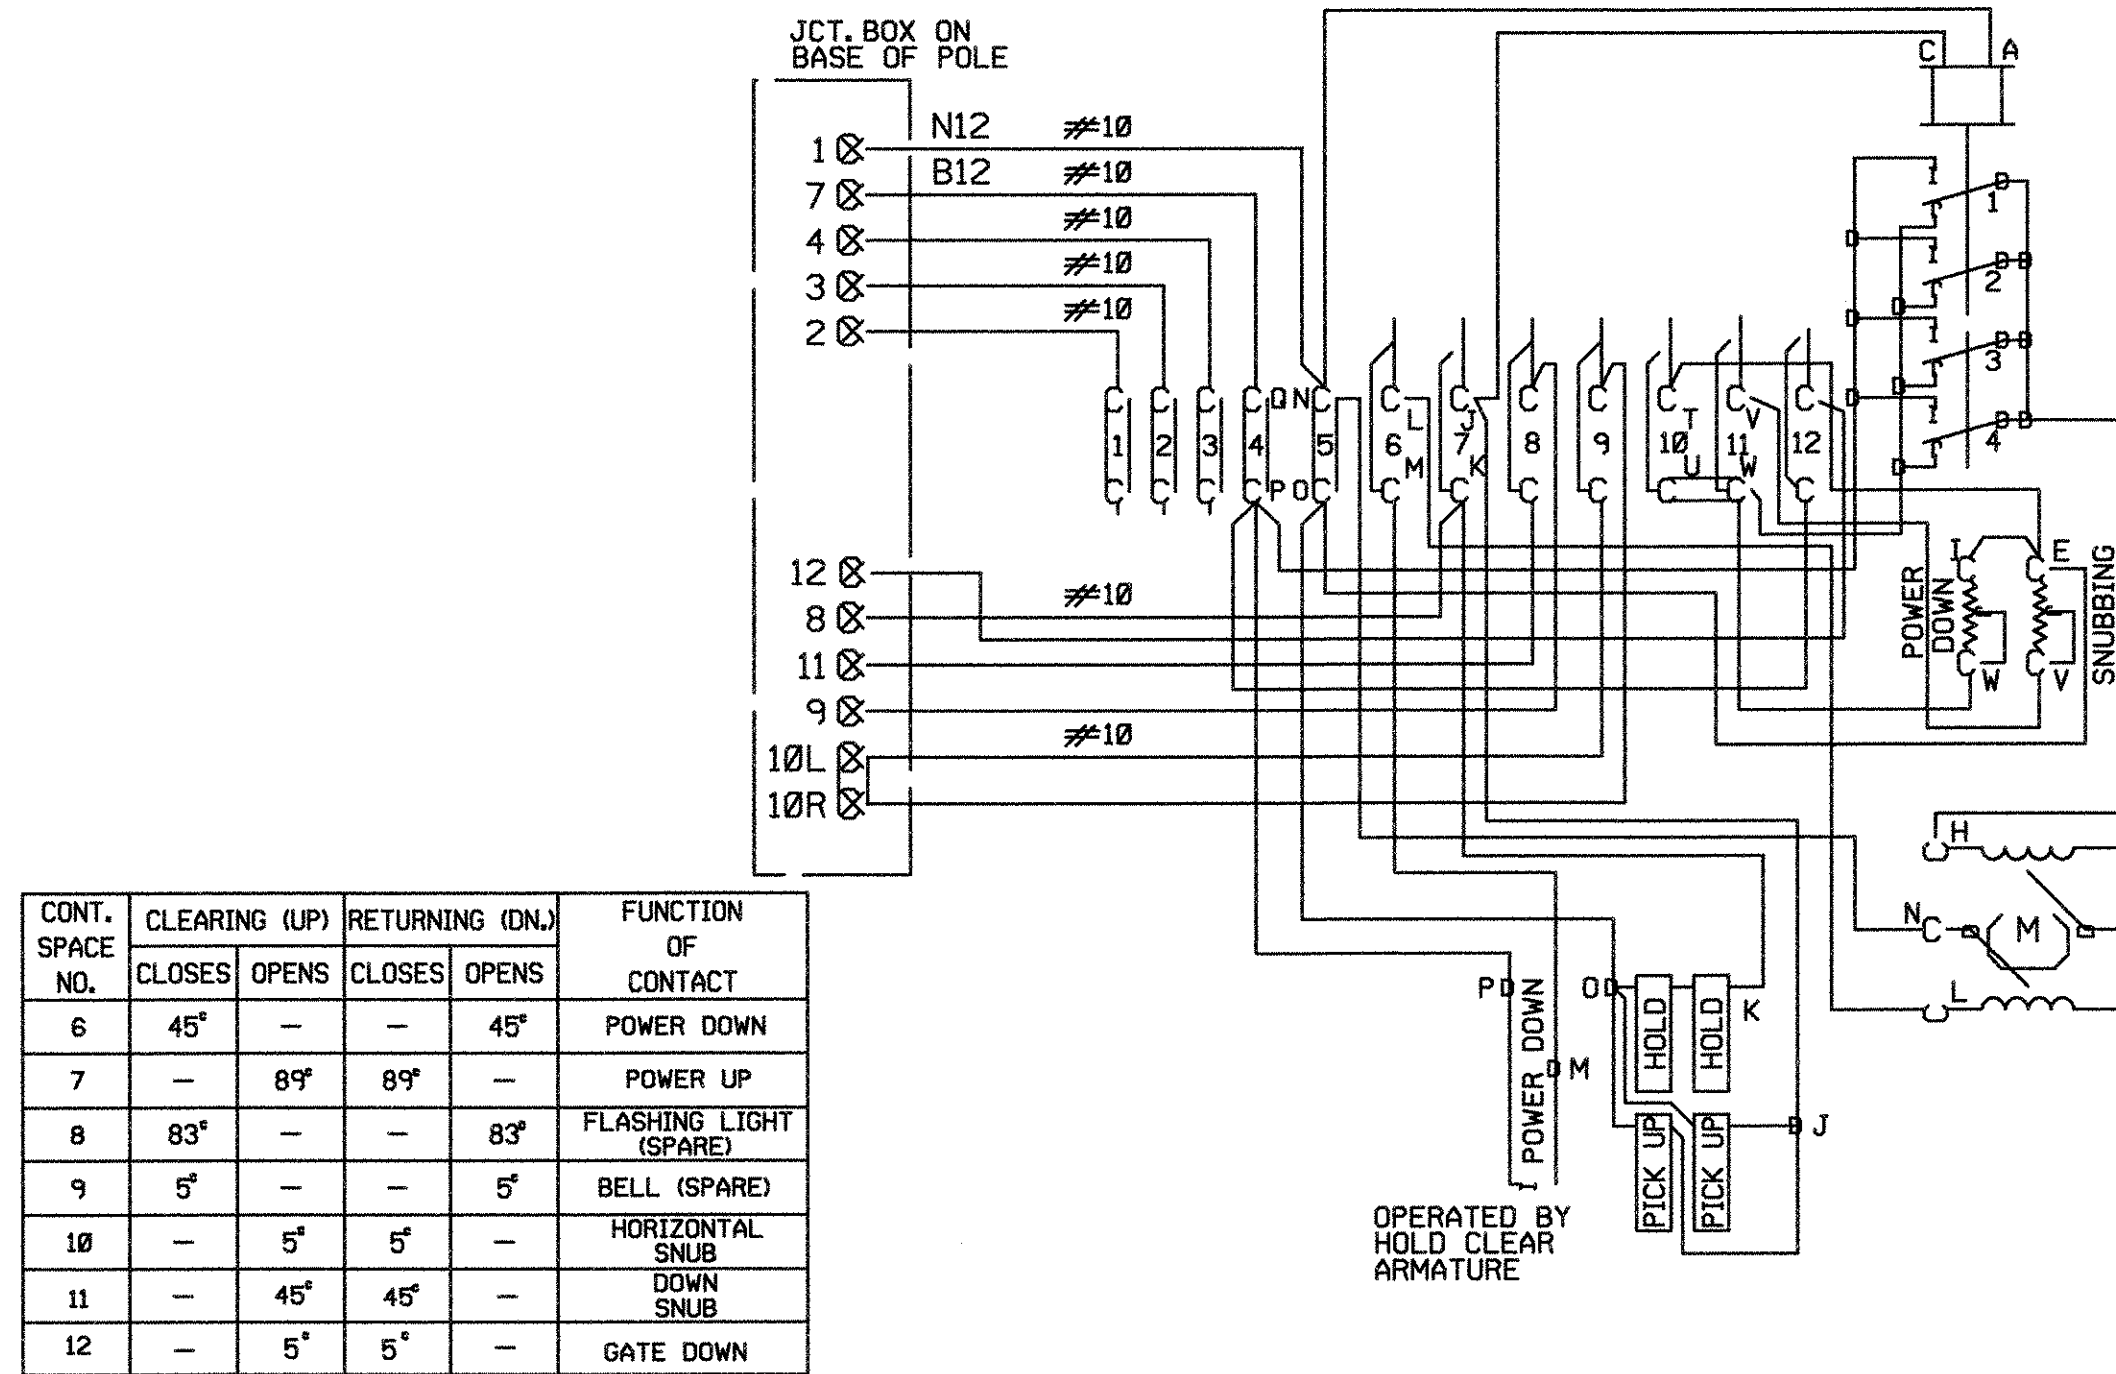 JCT. BOX ON
BASE OF POLE
C A
1 N12 #10
7 B12 #10
4 #10
3 #10
2 #10
1
2
3
4
Q N L J T V
1 2 3 4 5 6 7 8 9 10 11 12
P O M K U W
12
8 #10
11
9
10L #10
10R
I E
POWER
DOWN
SNUBBING
W V
H
N M
L
P O K
HOLD HOLD
POWER DOWN
M
PICK UP PICK UP
J
OPERATED BY
HOLD CLEAR
ARMATURE
CONT.
SPACE
NO.
CLEARING (UP) RETURNING (DN.)
FUNCTION
OF
CONTACT
CLOSES OPENS CLOSES OPENS
6 45° — — 45° POWER DOWN
7 — 89° 89° — POWER UP
8 83° — — 83° FLASHING LIGHT
(SPARE)
9 5° — — 5° BELL (SPARE)
10 — 5° 5° — HORIZONTAL
SNUB
11 — 45° 45° — DOWN
SNUB
12 — 5° 5° — GATE DOWN